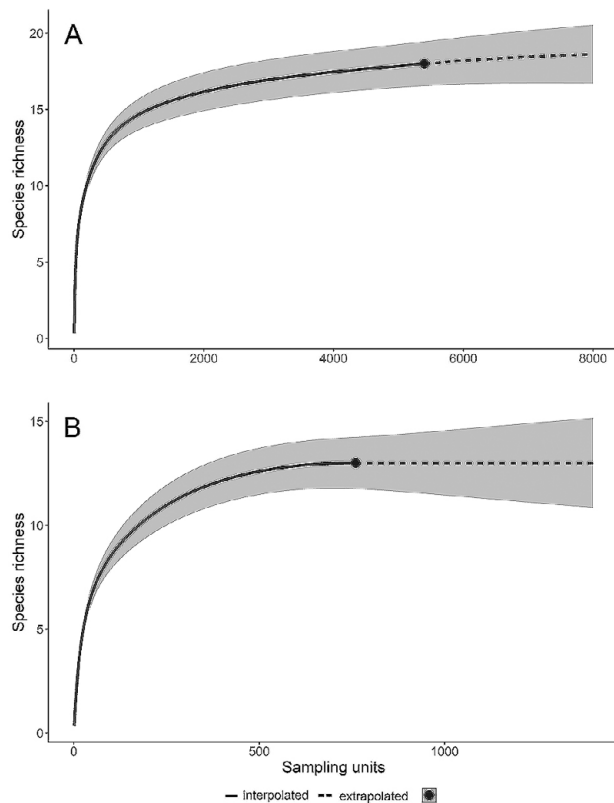 A
Species richness
20
15
10
5
0
0 2000 4000 6000 8000
B
Species richness
15
10
5
0
0 500 1000
Sampling units
interpolated extrapolated